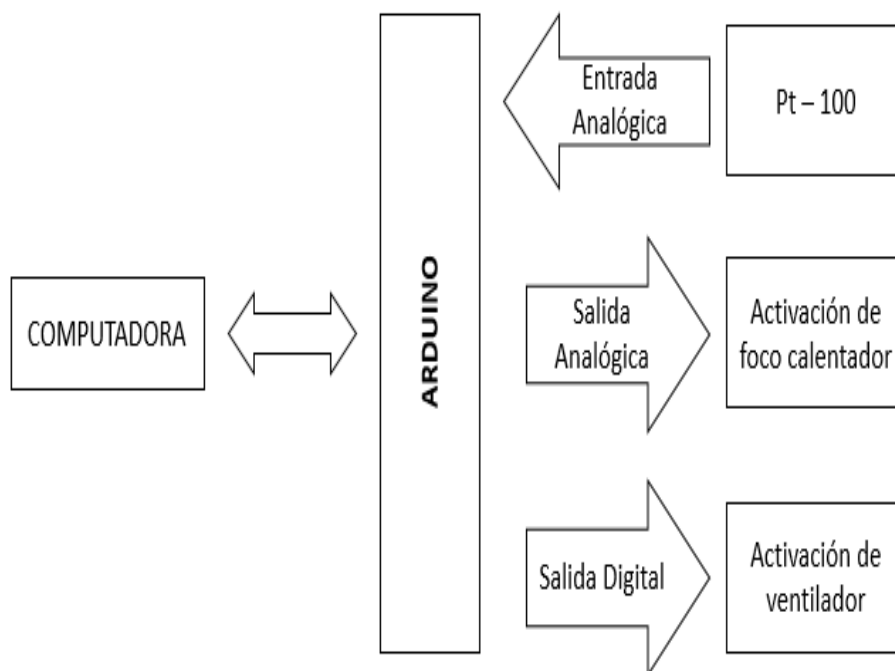 COMPUTADORA
ARDUINO
Entrada
Analógica
Pt – 100
Salida
Analógica
Activación de
foco calentador
Salida Digital
Activación de
ventilador